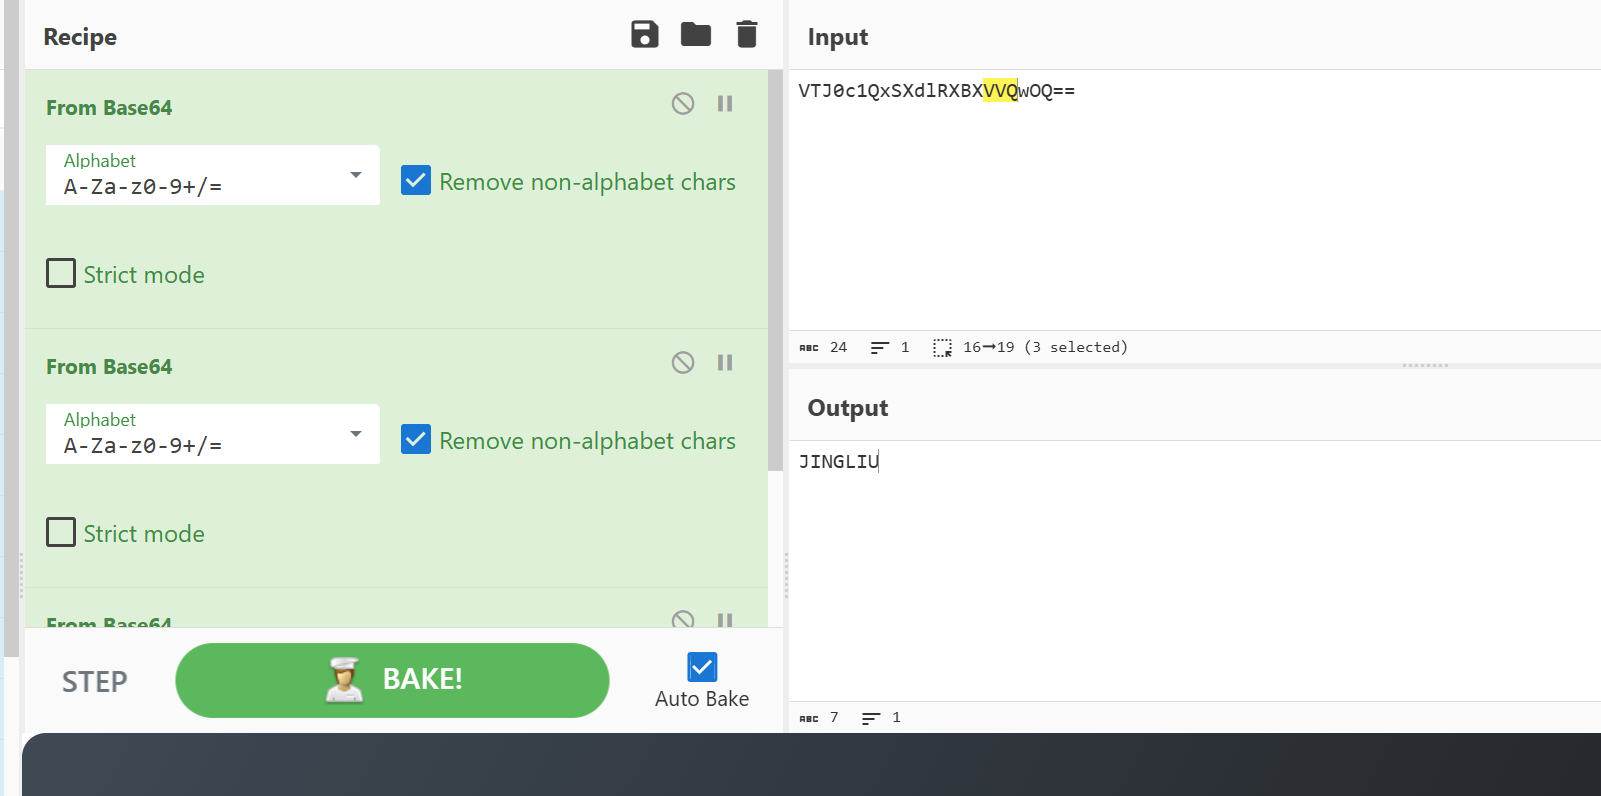 Recipe
From Base64
Alphabet
A-Za-z0-9+/=
Remove non-alphabet chars
Strict mode
From Base64
Alphabet
A-Za-z0-9+/=
Remove non-alphabet chars
Strict mode
From Base64
STEP
BAKE!
Auto Bake
Input
VTJ0c1QxSXdlRXBXVVQwOQ==
ABC 24 1 16→19 (3 selected)
Output
JINGLIU
ABC 7 1